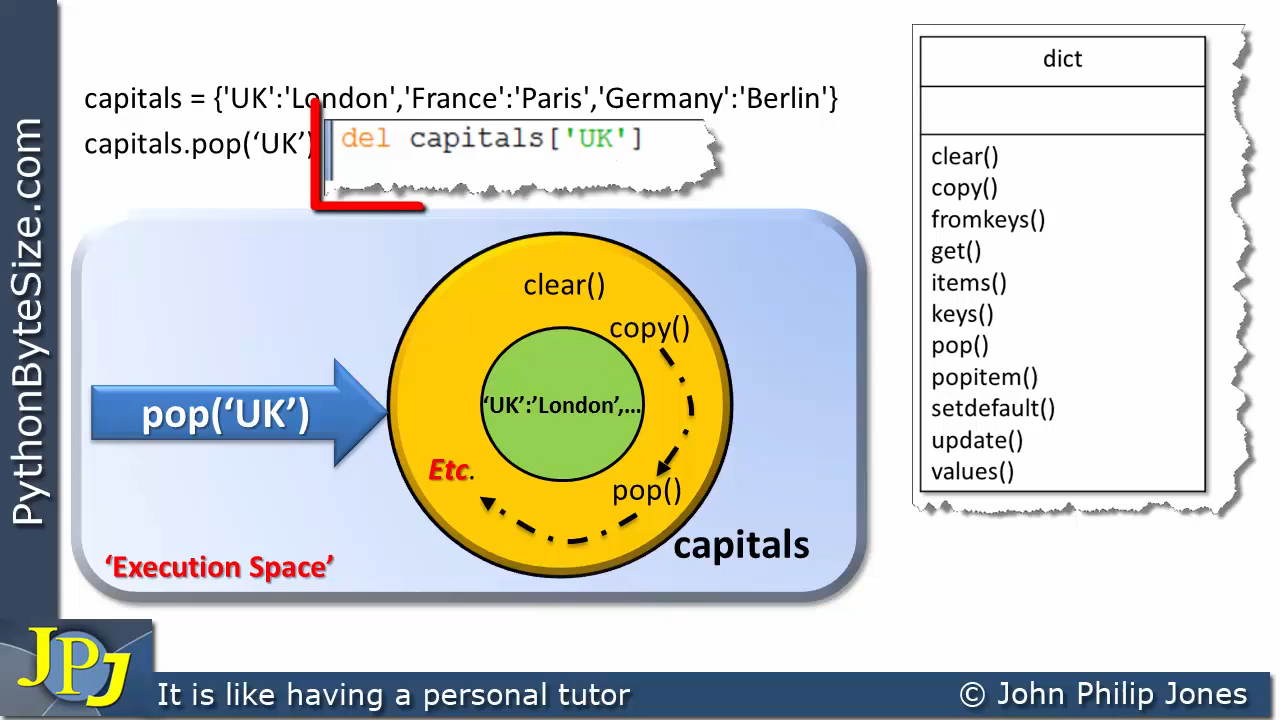 capitals = {'UK':'London','France':'Paris','Germany':'Berlin'}
capitals.pop(‘UK’)
del capitals['UK']
clear()
copy()
‘UK’:’London’,...
pop(‘UK’)
Etc.
pop()
capitals
‘Execution Space’
dict
clear()
copy()
fromkeys()
get()
items()
keys()
pop()
popitem()
setdefault()
update()
values()
PythonByteSize.com
JPJ
It is like having a personal tutor
© John Philip Jones